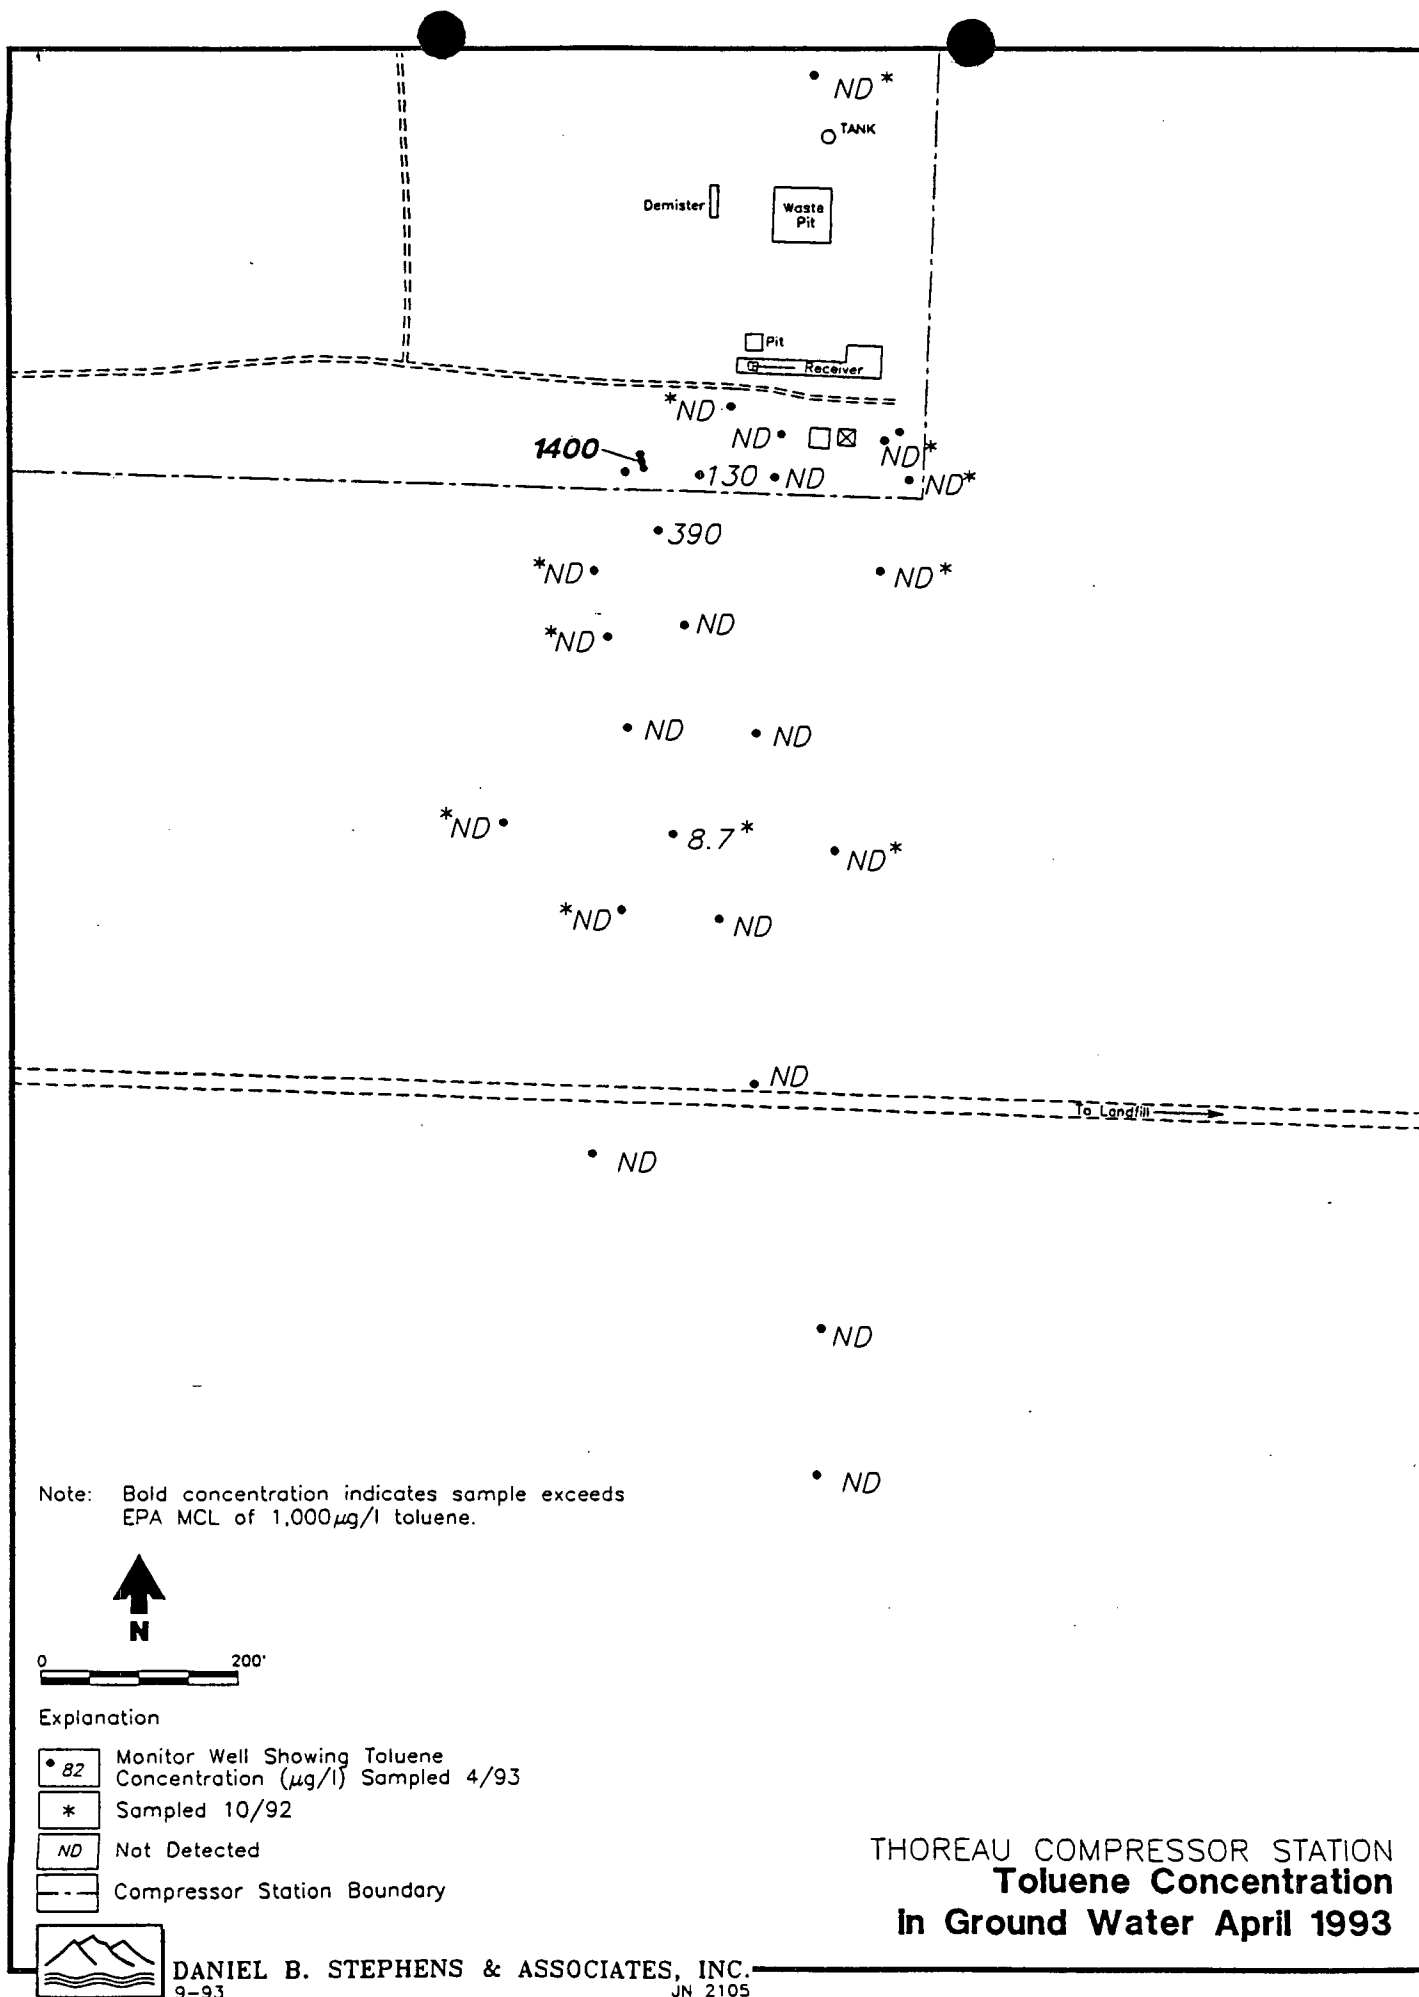 ND*
TANK
Demister
Waste
Pit
Pit
Receiver
*ND
ND
ND*
1400
130
ND
ND*
390
*ND
ND*
ND
*ND
ND
ND
*ND
8.7*
ND*
*ND
ND
ND
To Landfill
ND
ND
ND
Note: Bold concentration indicates sample exceeds
EPA MCL of 1,000µg/l toluene.
N
0 200'
Explanation
82 Monitor Well Showing Toluene
Concentration (µg/l) Sampled 4/93
* Sampled 10/92
ND Not Detected
Compressor Station Boundary
THOREAU COMPRESSOR STATION
Toluene Concentration
in Ground Water April 1993
DANIEL B. STEPHENS & ASSOCIATES, INC.
9-93 JN 2105